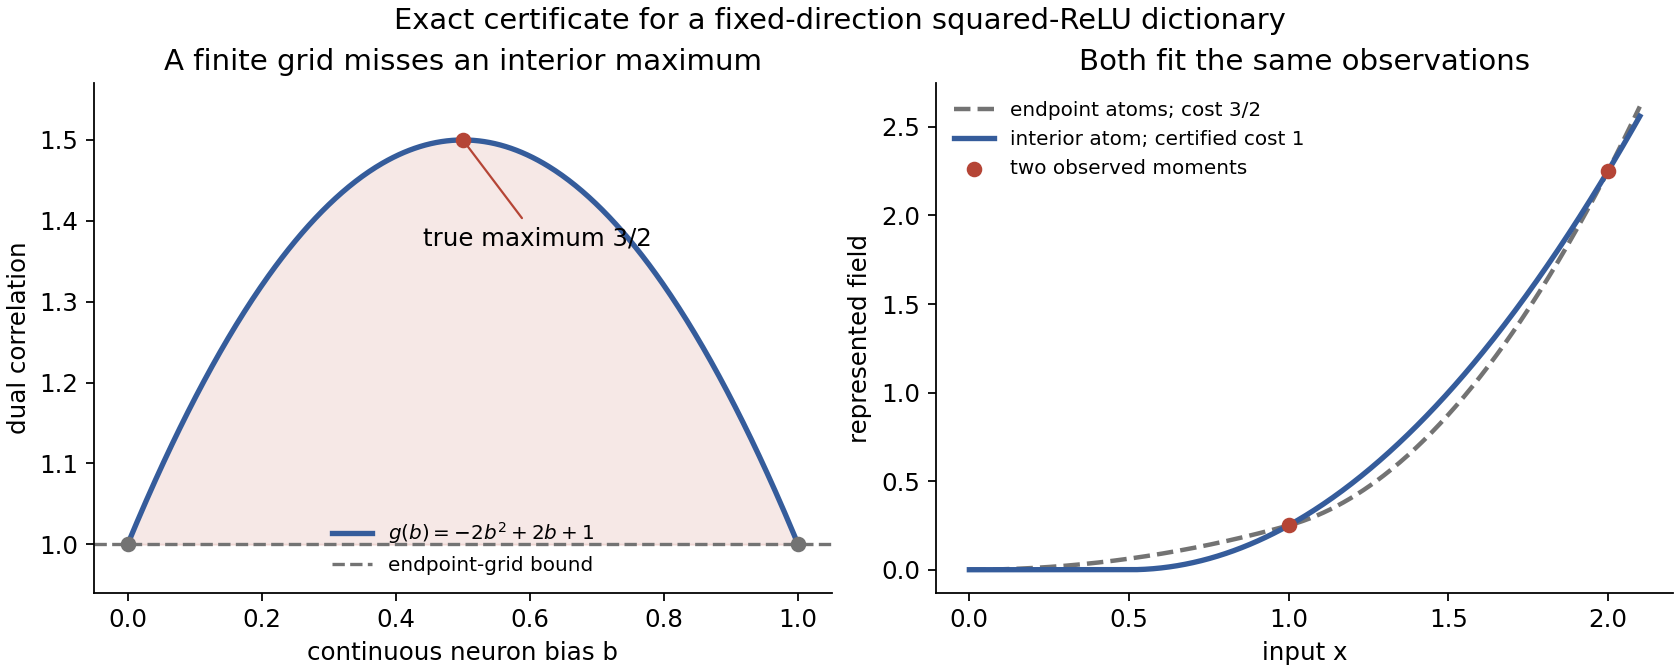 Exact certificate for a fixed-direction squared-ReLU dictionary
A finite grid misses an interior maximum
1.5
1.4
1.3
1.2
1.1
1.0
dual correlation
true maximum 3/2
g(b) = −2b² + 2b + 1
endpoint-grid bound
0.0 0.2 0.4 0.6 0.8 1.0
continuous neuron bias b
Both fit the same observations
endpoint atoms; cost 3/2
interior atom; certified cost 1
two observed moments
2.5
2.0
1.5
1.0
0.5
0.0
represented field
0.0 0.5 1.0 1.5 2.0
input x